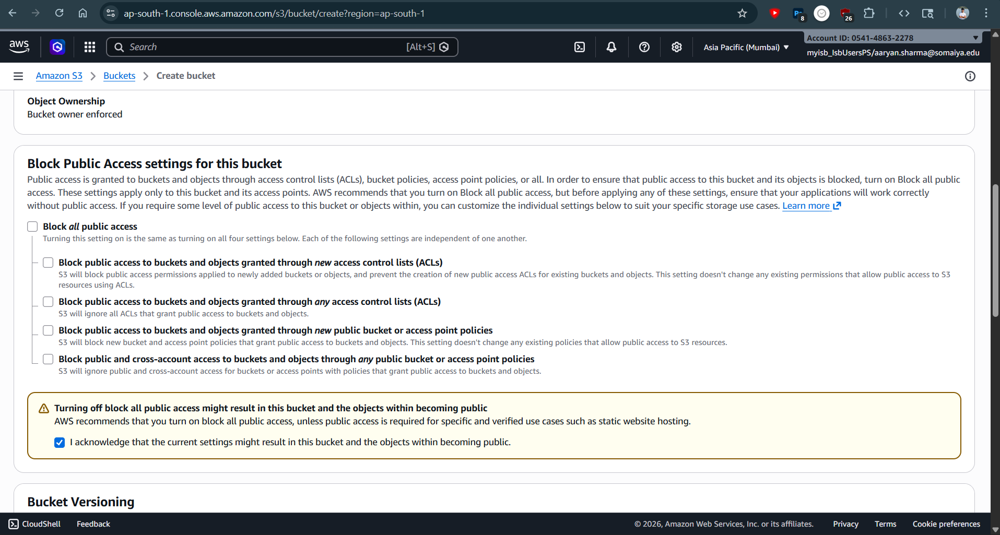 ap-south-1.console.aws.amazon.com/s3/bucket/create?region=ap-south-1
8
26
aws
Search
[Alt+S]
Asia Pacific (Mumbai)
Account ID: 0541-4863-2278
myisb_IsbUsersPS/aaryan.sharma@somaiya.edu
Amazon S3 > Buckets > Create bucket
Object Ownership
Bucket owner enforced
Block Public Access settings for this bucket
Public access is granted to buckets and objects through access control lists (ACLs), bucket policies, access point policies, or all. In order to ensure that public access to this bucket and its objects is blocked, turn on Block all public
access. These settings apply only to this bucket and its access points. AWS recommends that you turn on Block all public access, but before applying any of these settings, ensure that your applications will work correctly
without public access. If you require some level of public access to this bucket or objects within, you can customize the individual settings below to suit your specific storage use cases. Learn more
Block all public access
Turning this setting on is the same as turning on all four settings below. Each of the following settings are independent of one another.
Block public access to buckets and objects granted through new access control lists (ACLs)
S3 will block public access permissions applied to newly added buckets or objects, and prevent the creation of new public access ACLs for existing buckets and objects. This setting doesn't change any existing permissions that allow public access to S3
resources using ACLs.
Block public access to buckets and objects granted through any access control lists (ACLs)
S3 will ignore all ACLs that grant public access to buckets and objects.
Block public access to buckets and objects granted through new public bucket or access point policies
S3 will block new bucket and access point policies that grant public access to buckets and objects. This setting doesn't change any existing policies that allow public access to S3 resources.
Block public and cross-account access to buckets and objects through any public bucket or access point policies
S3 will ignore public and cross-account access for buckets or access points with policies that grant public access to buckets and objects.
Turning off block all public access might result in this bucket and the objects within becoming public
AWS recommends that you turn on block all public access, unless public access is required for specific and verified use cases such as static website hosting.
I acknowledge that the current settings might result in this bucket and the objects within becoming public.
Bucket Versioning
CloudShell
Feedback
© 2026, Amazon Web Services, Inc. or its affiliates.
Privacy
Terms
Cookie preferences